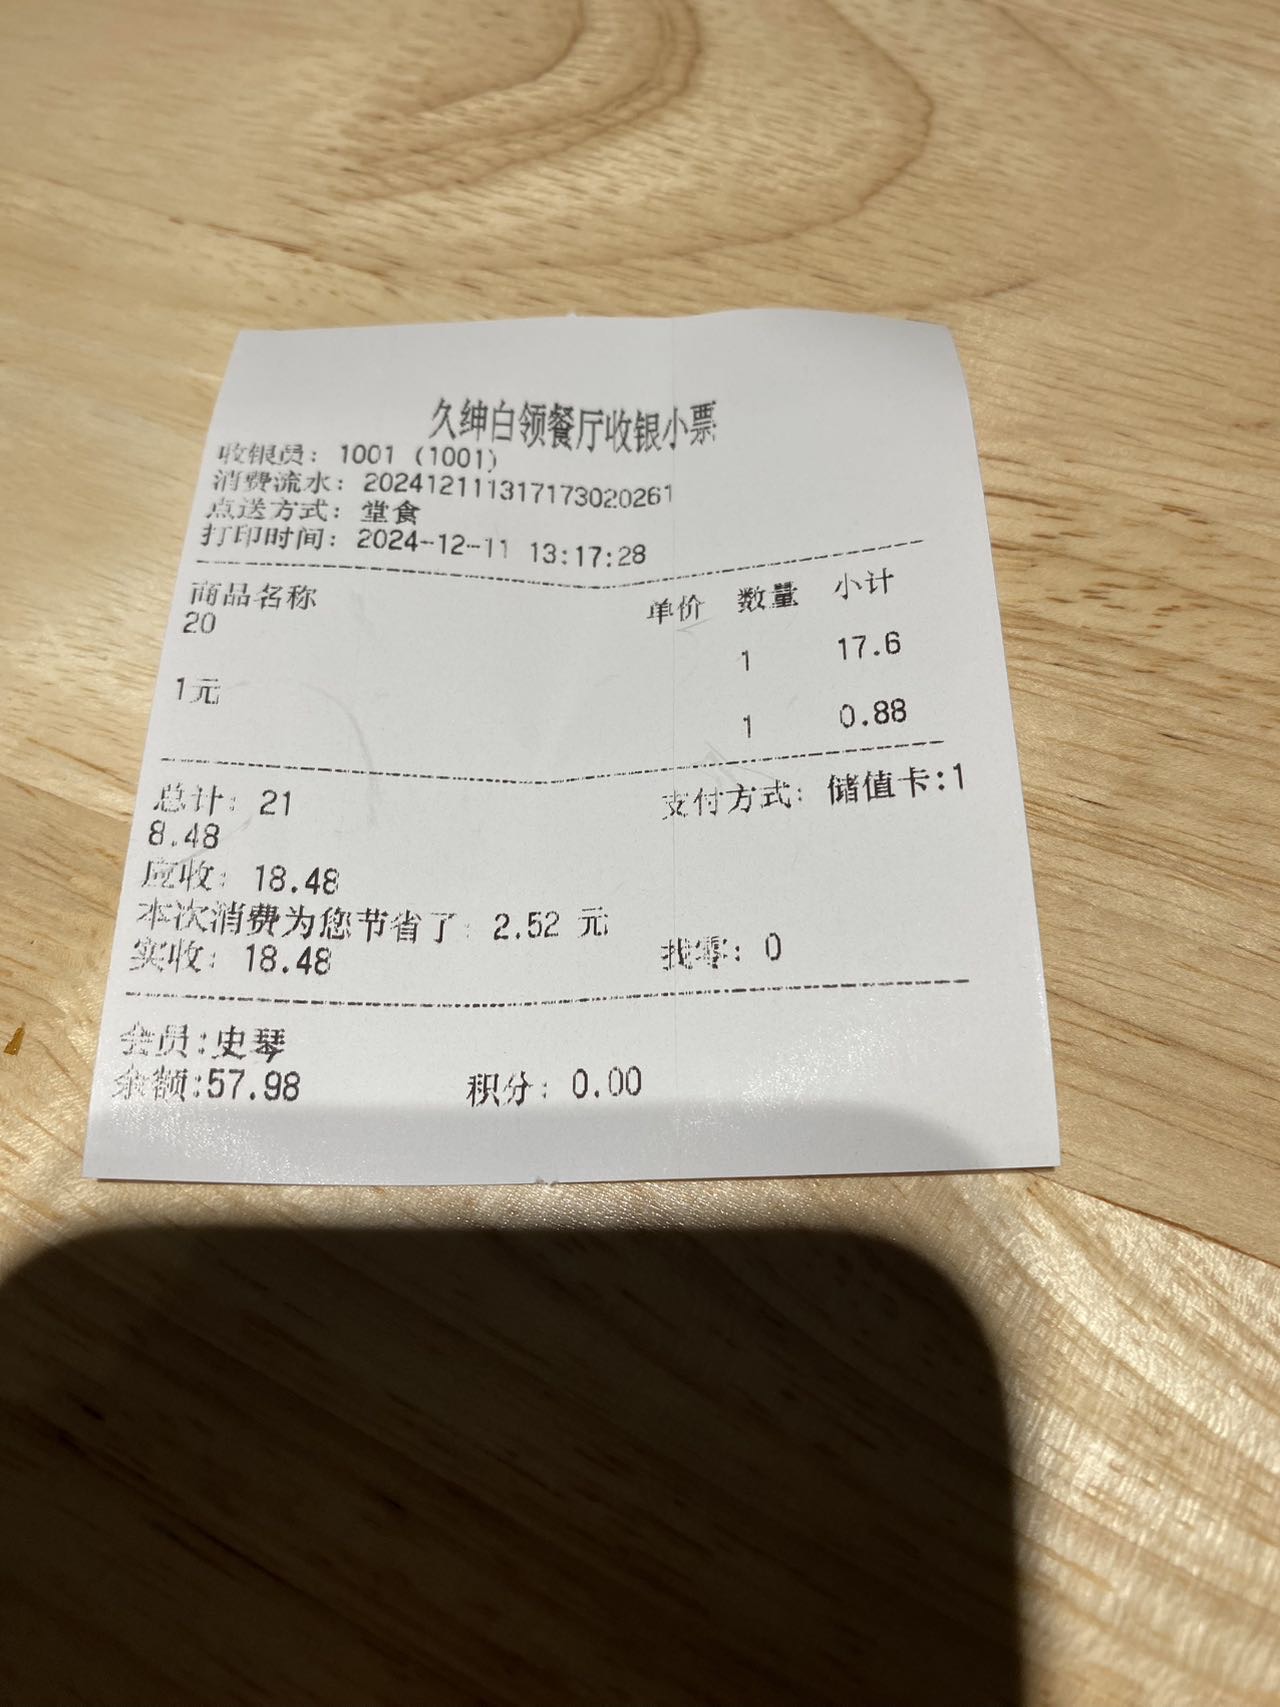 久绅白领餐厅收银小票
收银员: 1001 (1001)
消费流水: 20241211131717302​0261
点送方式: 堂食
打印时间: 2024-12-11 13:17:28
商品名称 单价 数量 小计
20
1 17.6
1元
1 0.88
总计: 21 支付方式: 储值卡:1
8.48
应收: 18.48
本次消费为您节省了: 2.52 元
实收: 18.48 找零: 0
会员:史琴
余额:57.98 积分: 0.00